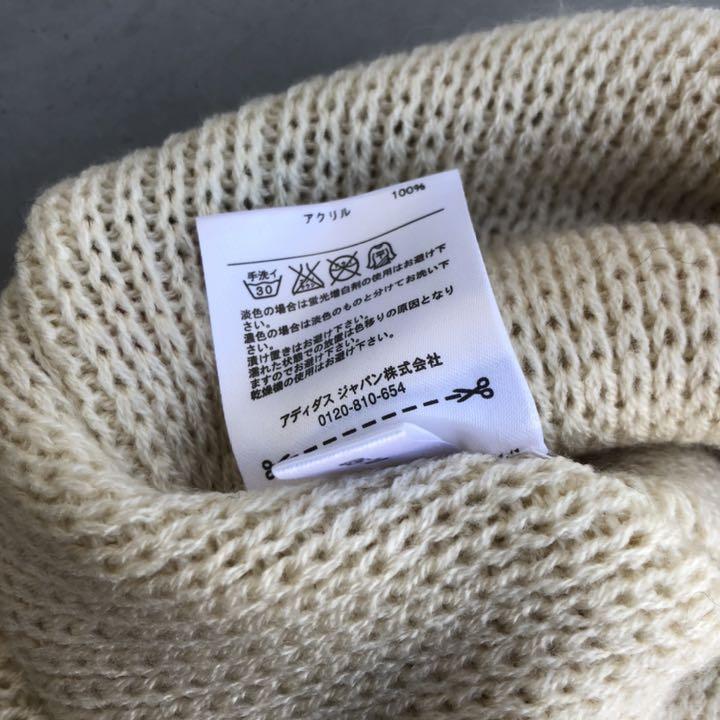 アクリル 100%
手洗イ
30
淡色の場合は蛍光増白剤の使用はお避け下
さい。
濃色の場合は淡色のものと分けてお洗い下
さい。
漬け置きはお避け下さい。
濡れた状態での放置は色移りの原因となり
ますのでお避け下さい。
乾燥機の使用はお避け下さい。
アディダス ジャパン株式会社
0120-810-654